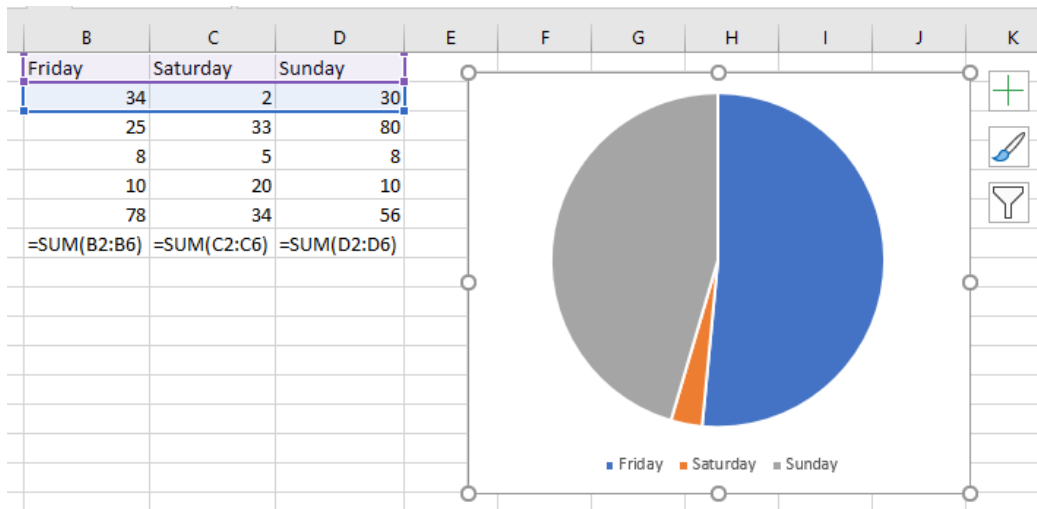 B C D E F G H I J K
Friday Saturday Sunday
34 2 30
25 33 80
8 5 8
10 20 10
78 34 56
=SUM(B2:B6) =SUM(C2:C6) =SUM(D2:D6)
Friday Saturday Sunday